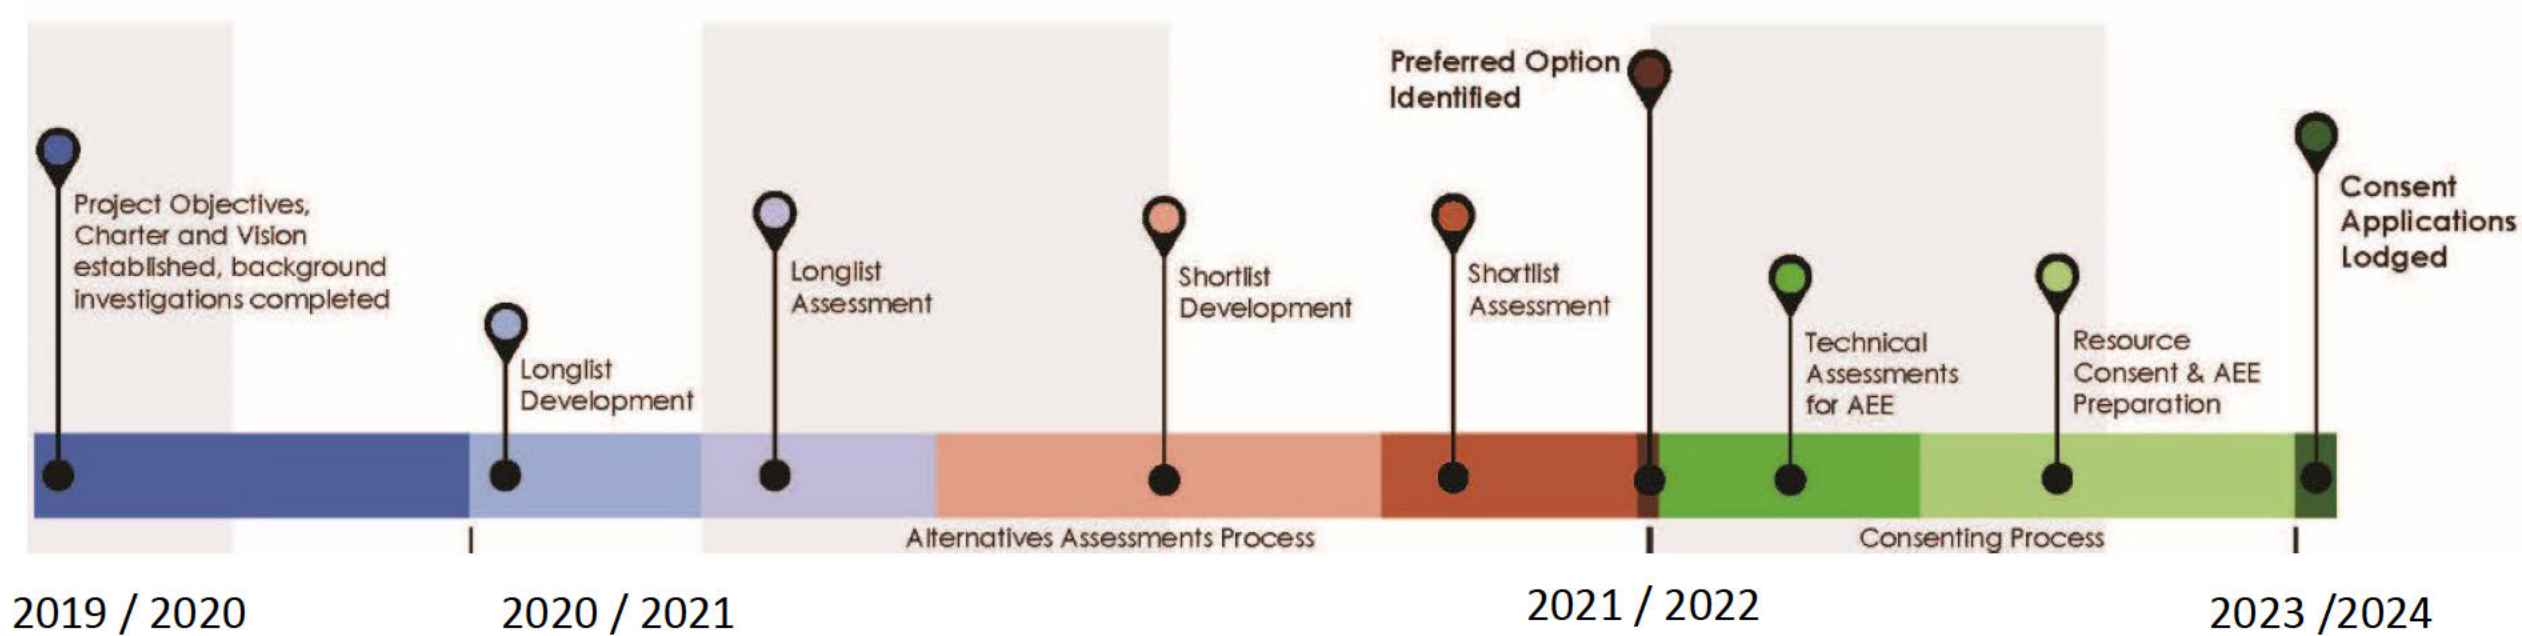 Project Objectives,
Charter and Vision
established, background
investigations completed
Longlist
Development
Longlist
Assessment
Shortlist
Development
Shortlist
Assessment
Preferred Option
Identified
Technical
Assessments
for AEE
Resource
Consent & AEE
Preparation
Consent
Applications
Lodged
Alternatives Assessments Process
Consenting Process
2019 / 2020
2020 / 2021
2021 / 2022
2023 /2024